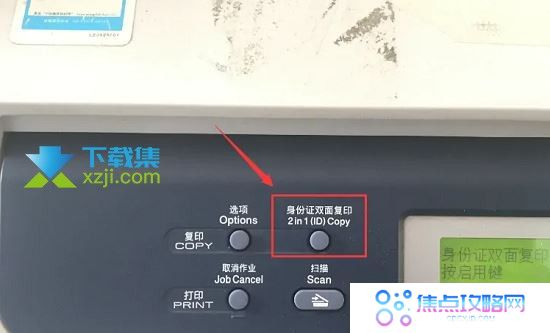 下载集
xzji.com
选项
Options
身份证双面复印
2 in 1 (ID) Copy
复印
COPY
取消作业
Job Cancel
扫描
Scan
打印
PRINT
身份证双面复印
按启用键
焦点攻略网